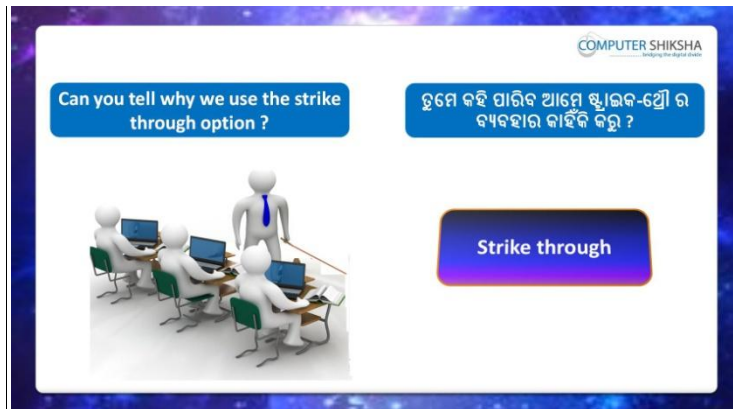 COMPUTER SHIKSHA
bridging the digital divide
Can you tell why we use the strike
through option ?
ତୁମେ କହି ପାରିବ ଆମେ ଷ୍ଟ୍ରାଇକ-ଥ୍ରୌ ର
ବ୍ୟବହାର କାହିଁକି କରୁ ?
Strike through